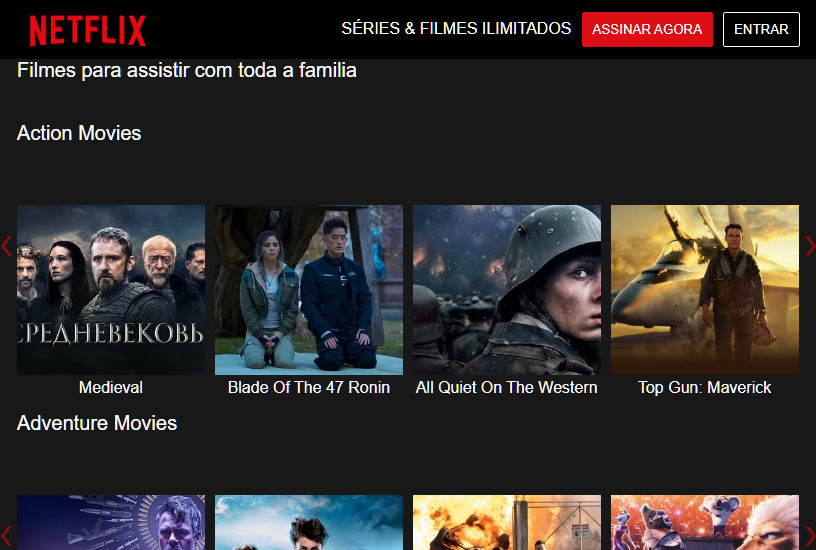 NETFLIX
SÉRIES & FILMES ILIMITADOS
ASSINAR AGORA
ENTRAR
Filmes para assistir com toda a familia
Action Movies
СРЕДНЕВЕКОВЬ
Medieval
Blade Of The 47 Ronin
All Quiet On The Western
Top Gun: Maverick
Adventure Movies